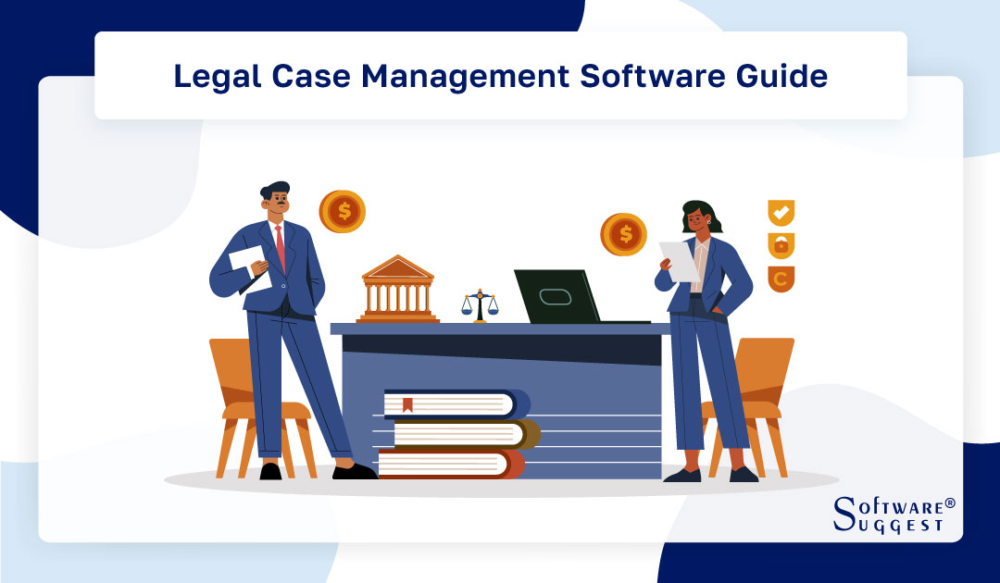 Legal Case Management Software Guide
$
$
C
Software®
Suggest